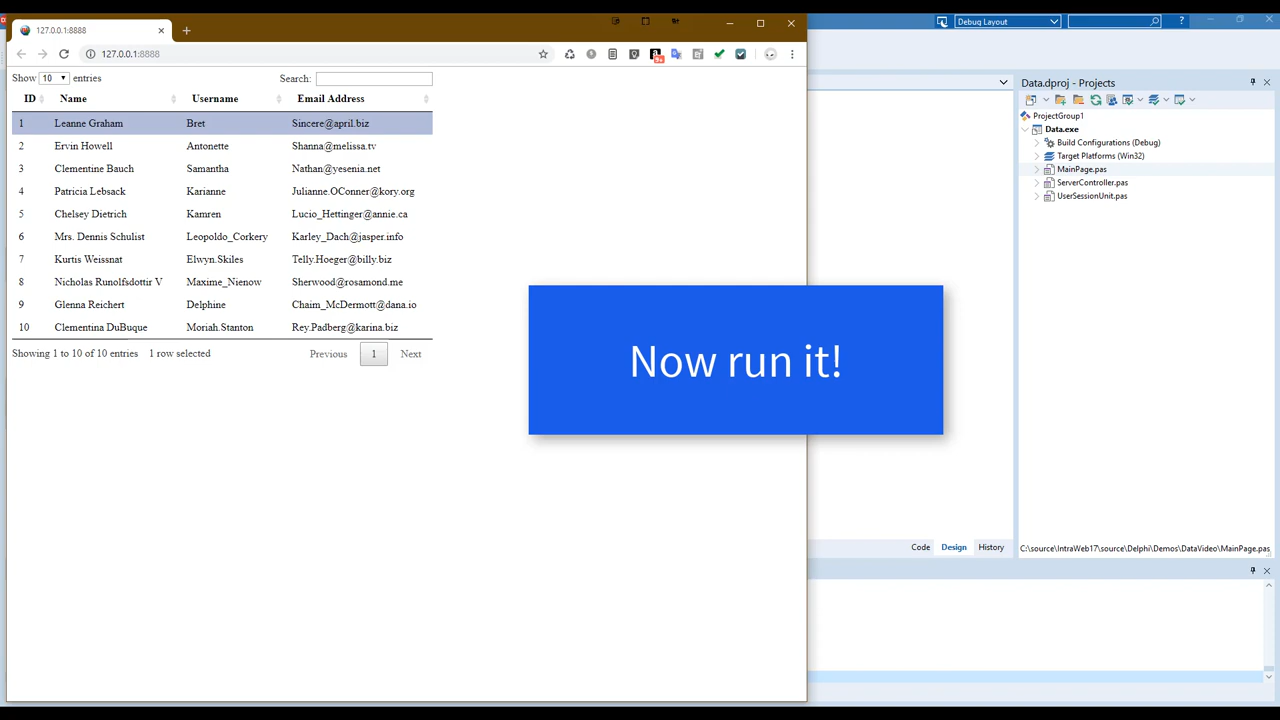 127.0.0.1:8888
Debug Layout
127.0.0.1:8888
Show 10 entries
Search:
ID Name Username Email Address
1 Leanne Graham Bret Sincere@april.biz
2 Ervin Howell Antonette Shanna@melissa.tv
3 Clementine Bauch Samantha Nathan@yesenia.net
4 Patricia Lebsack Karianne Julianne.OConner@kory.org
5 Chelsey Dietrich Kamren Lucio_Hettinger@annie.ca
6 Mrs. Dennis Schulist Leopoldo_Corkery Karley_Dach@jasper.info
7 Kurtis Weissnat Elwyn.Skiles Telly.Hoeger@billy.biz
8 Nicholas Runolfsdottir V Maxime_Nienow Sherwood@rosamond.me
9 Glenna Reichert Delphine Chaim_McDermott@dana.io
10 Clementina DuBuque Moriah.Stanton Rey.Padberg@karina.biz
Showing 1 to 10 of 10 entries 1 row selected
Previous 1 Next
Now run it!
Data.dproj - Projects
ProjectGroup1
Data.exe
Build Configurations (Debug)
Target Platforms (Win32)
MainPage.pas
ServerController.pas
UserSessionUnit.pas
Code Design History
C:\source\IntraWeb17\source\Delphi\Demos\DataVideo\MainPage.pas